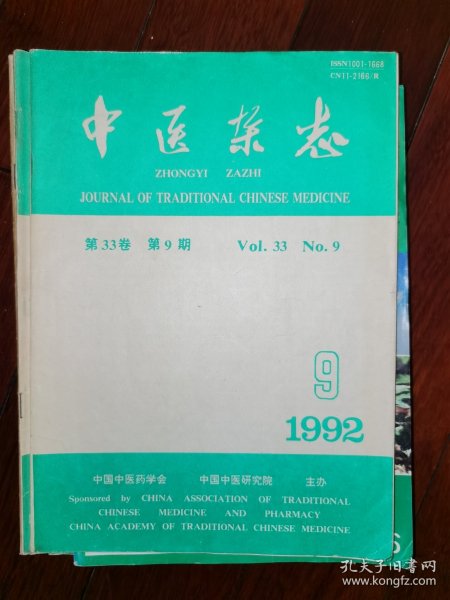 ISSN1001-1668
CN11-2166/R
中医杂志
ZHONGYI ZAZHI
JOURNAL OF TRADITIONAL CHINESE MEDICINE
第33卷 第9期 Vol. 33 No. 9
9
1992
中国中医药学会 中国中医研究院 主办
Sponsored by CHINA ASSOCIATION OF TRADITIONAL
CHINESE MEDICINE AND PHARMACY
CHINA ACADEMY OF TRADITIONAL CHINESE MEDICINE
6
孔夫子旧书网
www.kongfz.com